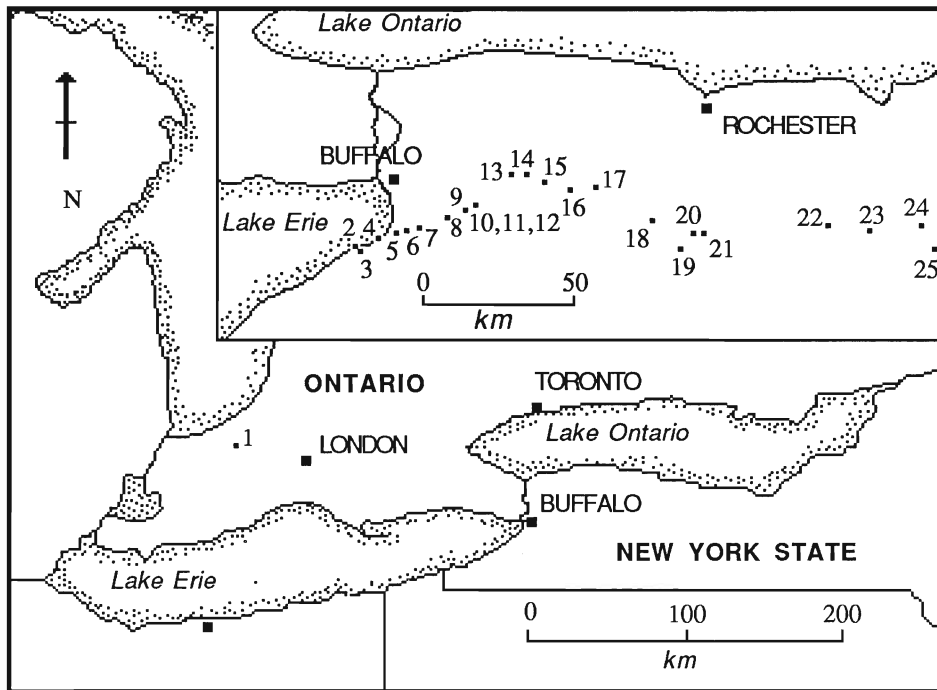 Lake Ontario
ROCHESTER
BUFFALO
N
13 14 15
17
9
16
Lake Erie
2 4
10,11,12
8
5 6 7
3
18
20
21
19
22 23 24
25
0 50
km
ONTARIO
TORONTO
1
LONDON
Lake Ontario
BUFFALO
NEW YORK STATE
Lake Erie
0 100 200
km